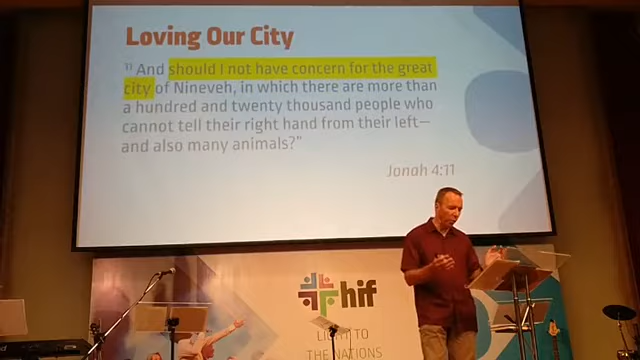 Loving Our City
11 And should I not have concern for the great
city of Nineveh, in which there are more than
a hundred and twenty thousand people who
cannot tell their right hand from their left—
and also many animals?"
Jonah 4:11
hif
LIGHT TO
THE NATIONS